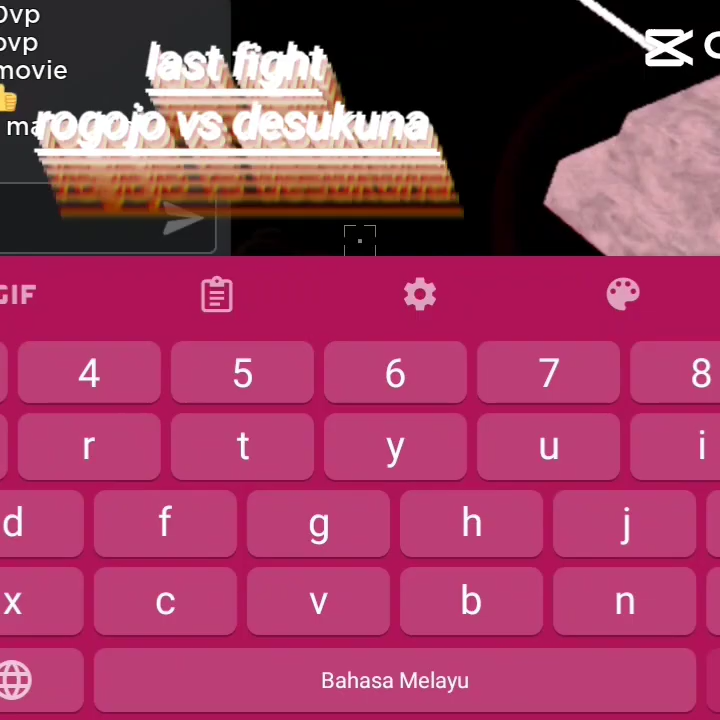 0vp
ovp
movie
ma
last fight
rogojo vs desukuna
GIF
4 5 6 7 8
r t y u i
d f g h j
x c v b n
Bahasa Melayu